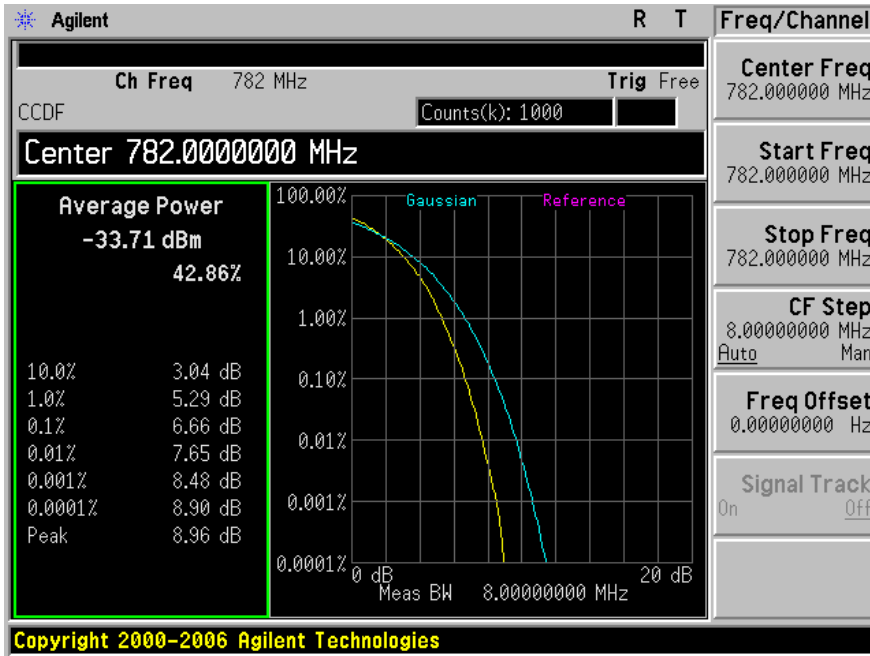 Agilent R T Freq/Channel
Ch Freq 782 MHz Trig Free
CCDF Counts(k): 1000
Center 782.0000000 MHz
Average Power
-33.71 dBm
42.86%
10.0% 3.04 dB
1.0% 5.29 dB
0.1% 6.66 dB
0.01% 7.65 dB
0.001% 8.48 dB
0.0001% 8.90 dB
Peak 8.96 dB
Gaussian Reference
100.00%
10.00%
1.00%
0.10%
0.01%
0.001%
0.0001%
0 dB 20 dB
Meas BW 8.00000000 MHz
Center Freq
782.000000 MHz
Start Freq
782.000000 MHz
Stop Freq
782.000000 MHz
CF Step
8.00000000 MHz
Auto Man
Freq Offset
0.00000000 Hz
Signal Track
On Off
Copyright 2000-2006 Agilent Technologies